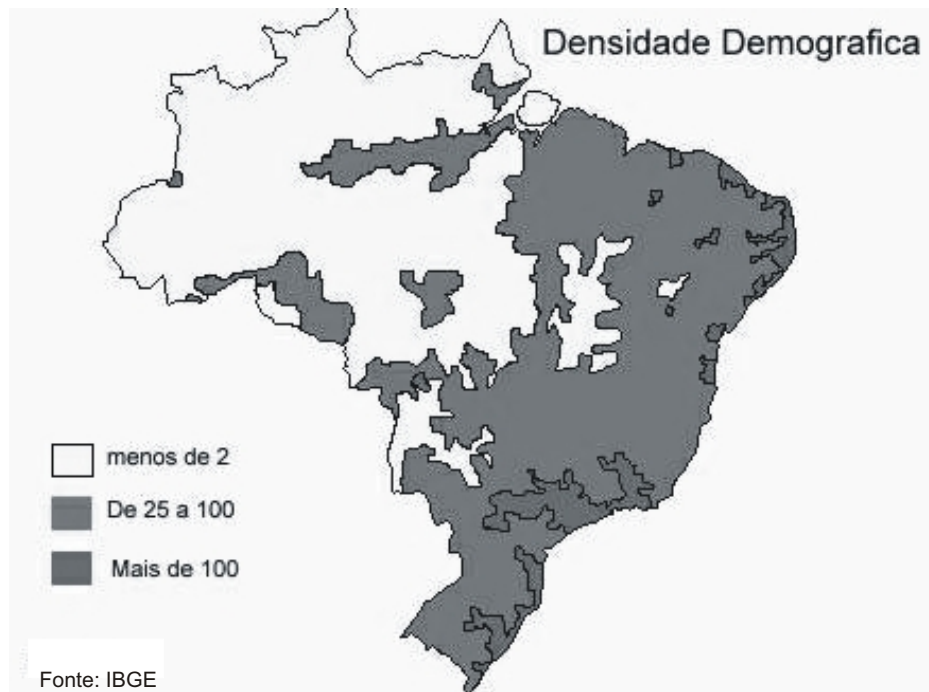 Densidade Demografica
menos de 2
De 25 a 100
Mais de 100
Fonte: IBGE